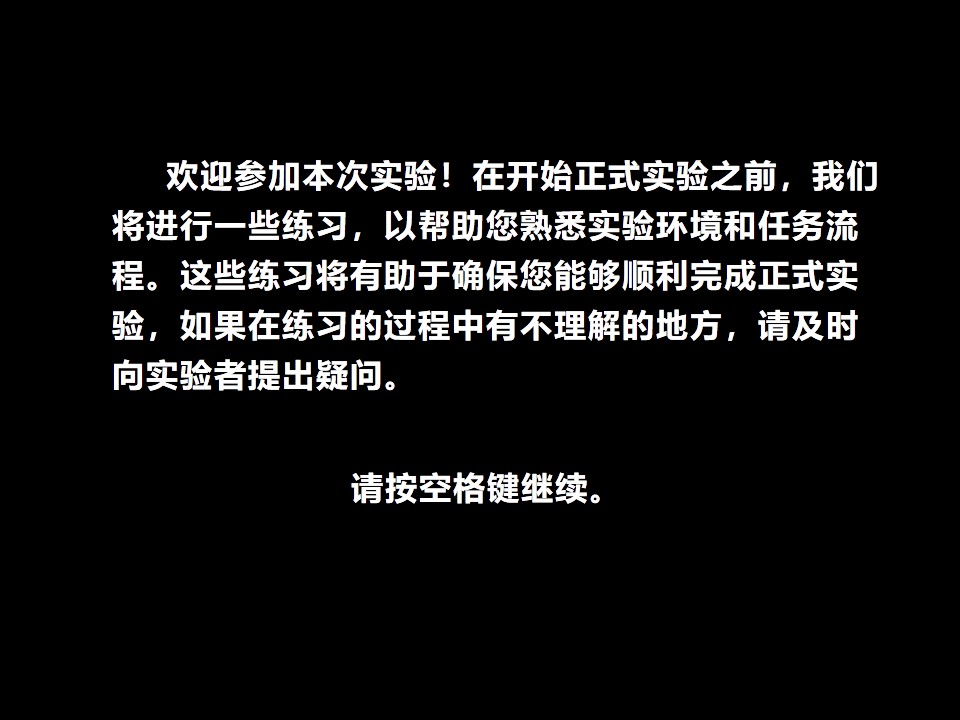 欢迎参加本次实验！在开始正式实验之前，我们
将进行一些练习，以帮助您熟悉实验环境和任务流
程。这些练习将有助于确保您能够顺利完成正式实
验，如果在练习的过程中有不理解的地方，请及时
向实验者提出疑问。
请按空格键继续。